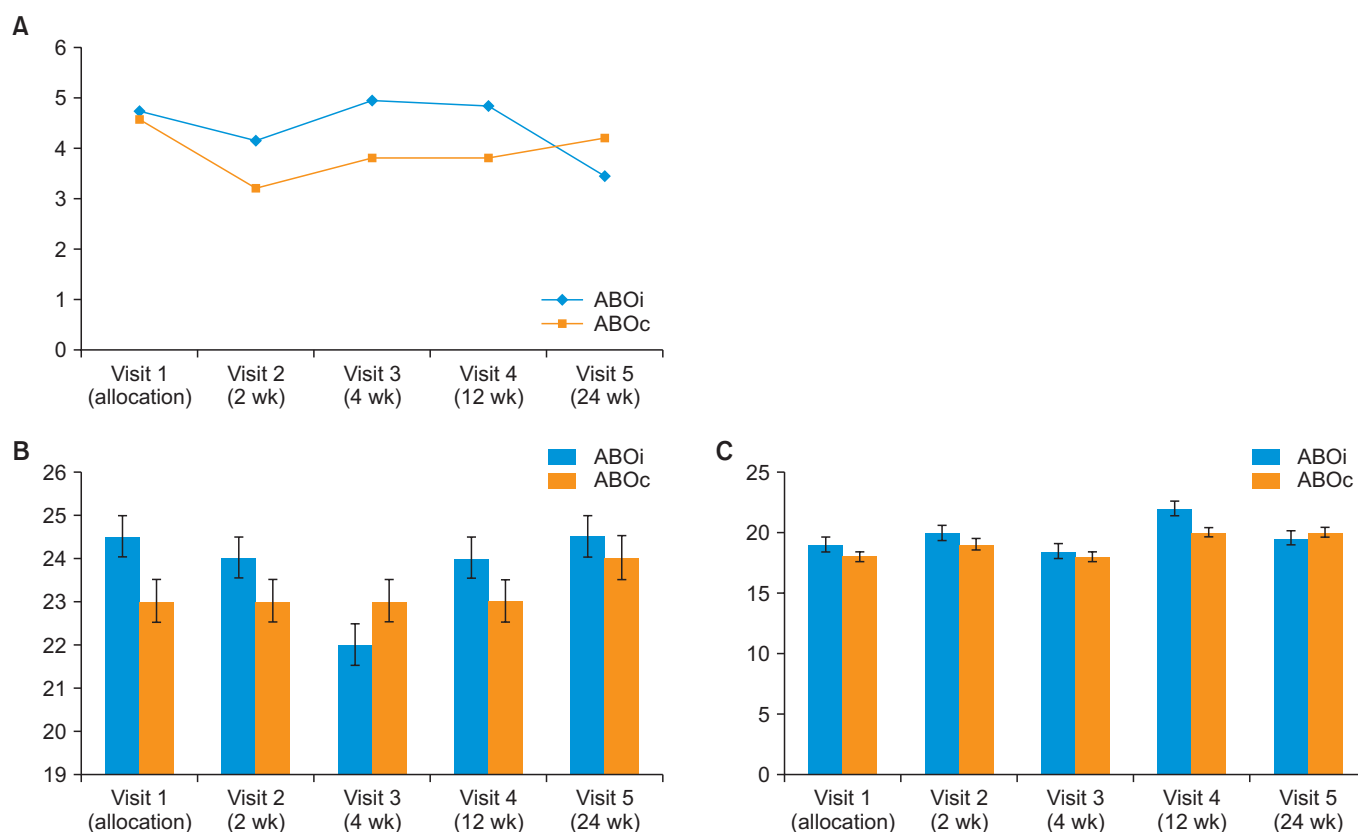 A
6
5
4
3
2
1
0
ABOi
ABOc
Visit 1 Visit 2 Visit 3 Visit 4 Visit 5
(allocation) (2 wk) (4 wk) (12 wk) (24 wk)
B
26
25
24
23
22
21
20
19
ABOi
ABOc
Visit 1 Visit 2 Visit 3 Visit 4 Visit 5
(allocation) (2 wk) (4 wk) (12 wk) (24 wk)
C
25
20
15
10
5
0
ABOi
ABOc
Visit 1 Visit 2 Visit 3 Visit 4 Visit 5
(allocation) (2 wk) (4 wk) (12 wk) (24 wk)